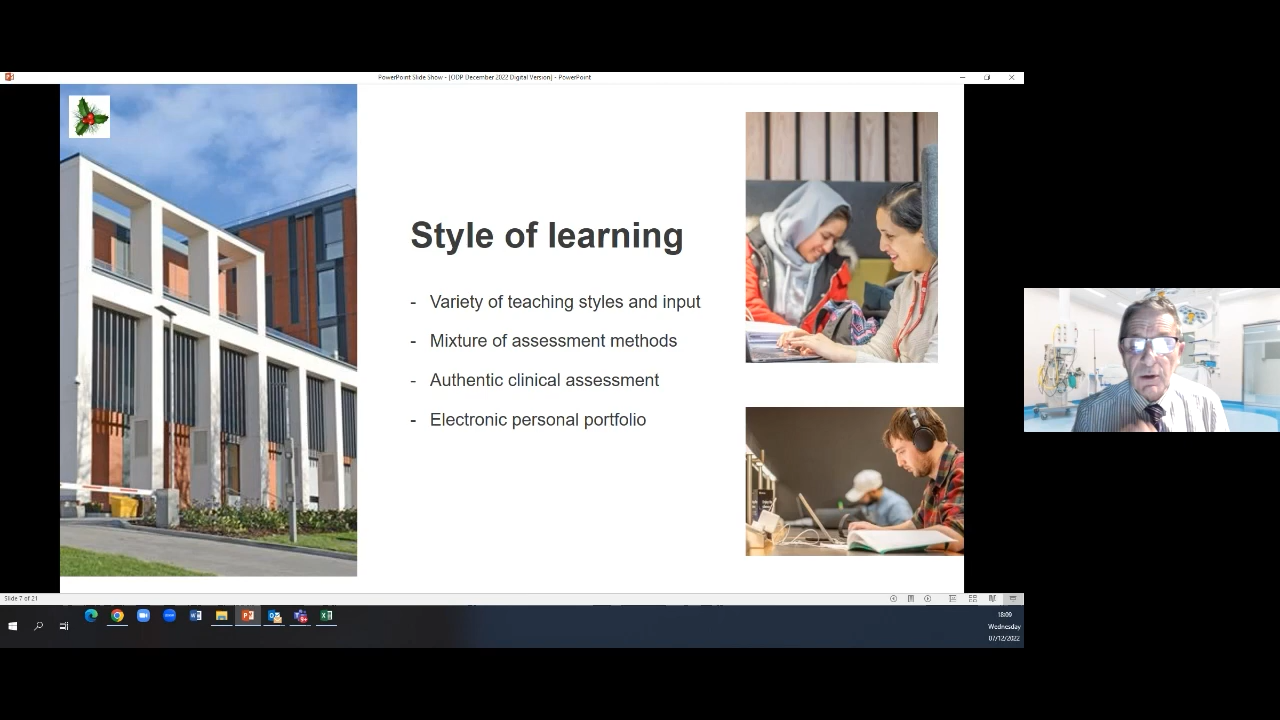 PowerPoint Slide Show - [ODP December 2022 Digital Version] - PowerPoint
Style of learning
- Variety of teaching styles and input
- Mixture of assessment methods
- Authentic clinical assessment
- Electronic personal portfolio
Slide 7 of 21
18:09
Wednesday
07/12/2022